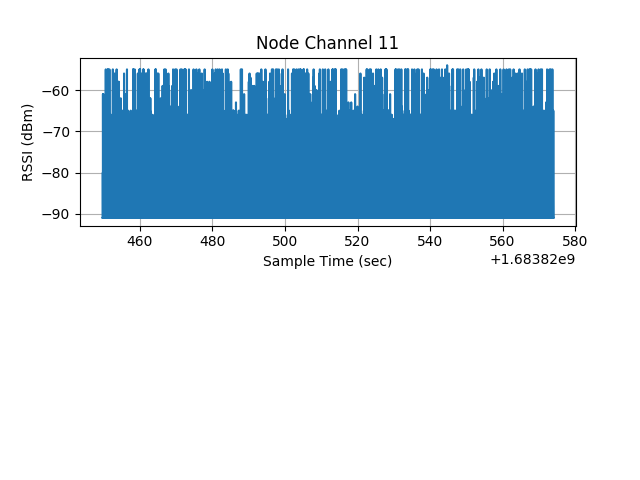 Node Channel 11
RSSI (dBm)
−60
−70
−80
−90
460 480 500 520 540 560 580
Sample Time (sec)
+1.68382e9